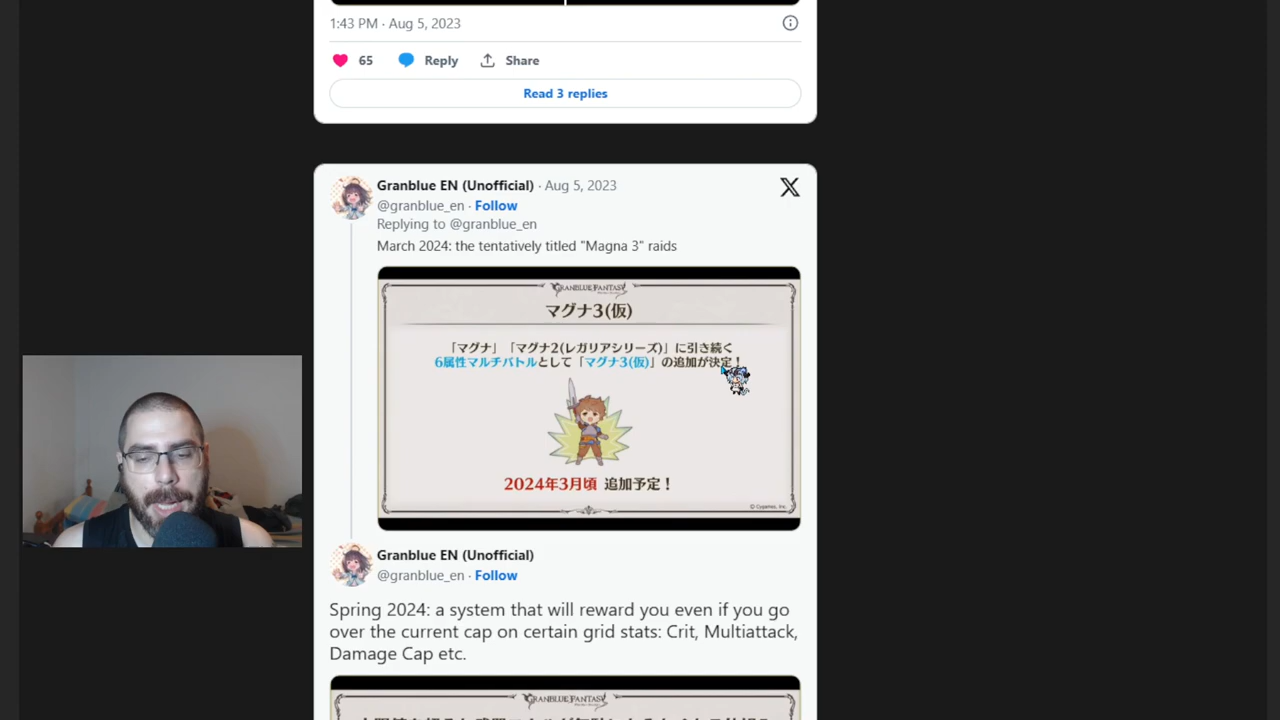 1:43 PM · Aug 5, 2023
65 Reply Share
Read 3 replies
Granblue EN (Unofficial) · Aug 5, 2023
@granblue_en · Follow
Replying to @granblue_en
March 2024: the tentatively titled "Magna 3" raids
GRANBLUE FANTASY
マグナ3(仮)
「マグナ」「マグナ2(レガリアシリーズ)」に引き続く
6属性マルチバトルとして「マグナ3(仮)」の追加が決定！
2024年3月頃 追加予定！
© Cygames, Inc.
Granblue EN (Unofficial)
@granblue_en · Follow
Spring 2024: a system that will reward you even if you go
over the current cap on certain grid stats: Crit, Multiattack,
Damage Cap etc.
GRANBLUE FANTASY